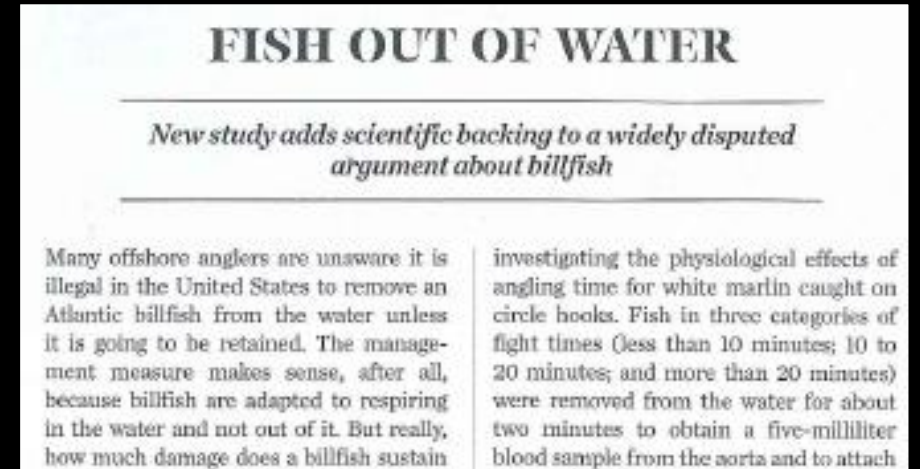 FISH OUT OF WATER
New study adds scientific backing to a widely disputed
argument about billfish
Many offshore anglers are unaware it is
illegal in the United States to remove an
Atlantic billfish from the water unless
it is going to be retained. The manage-
ment measure makes sense, after all,
because billfish are adapted to respiring
in the water and not out of it. But really,
how much damage does a billfish sustain
investigating the physiological effects of
angling time for white marlin caught on
circle hooks. Fish in three categories of
fight times (less than 10 minutes; 10 to
20 minutes; and more than 20 minutes)
were removed from the water for about
two minutes to obtain a five-milliliter
blood sample from the aorta and to attach